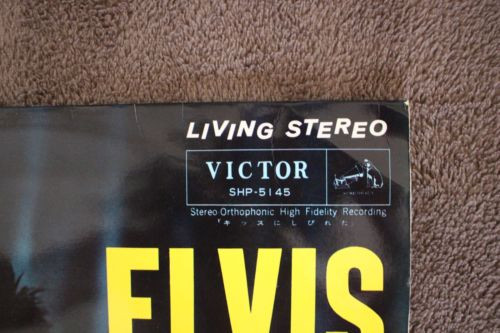 LIVING STEREO
VICTOR
SHP-5145
Stereo-Orthophonic High Fidelity Recording
「キッスにしびれた」
ELVIS